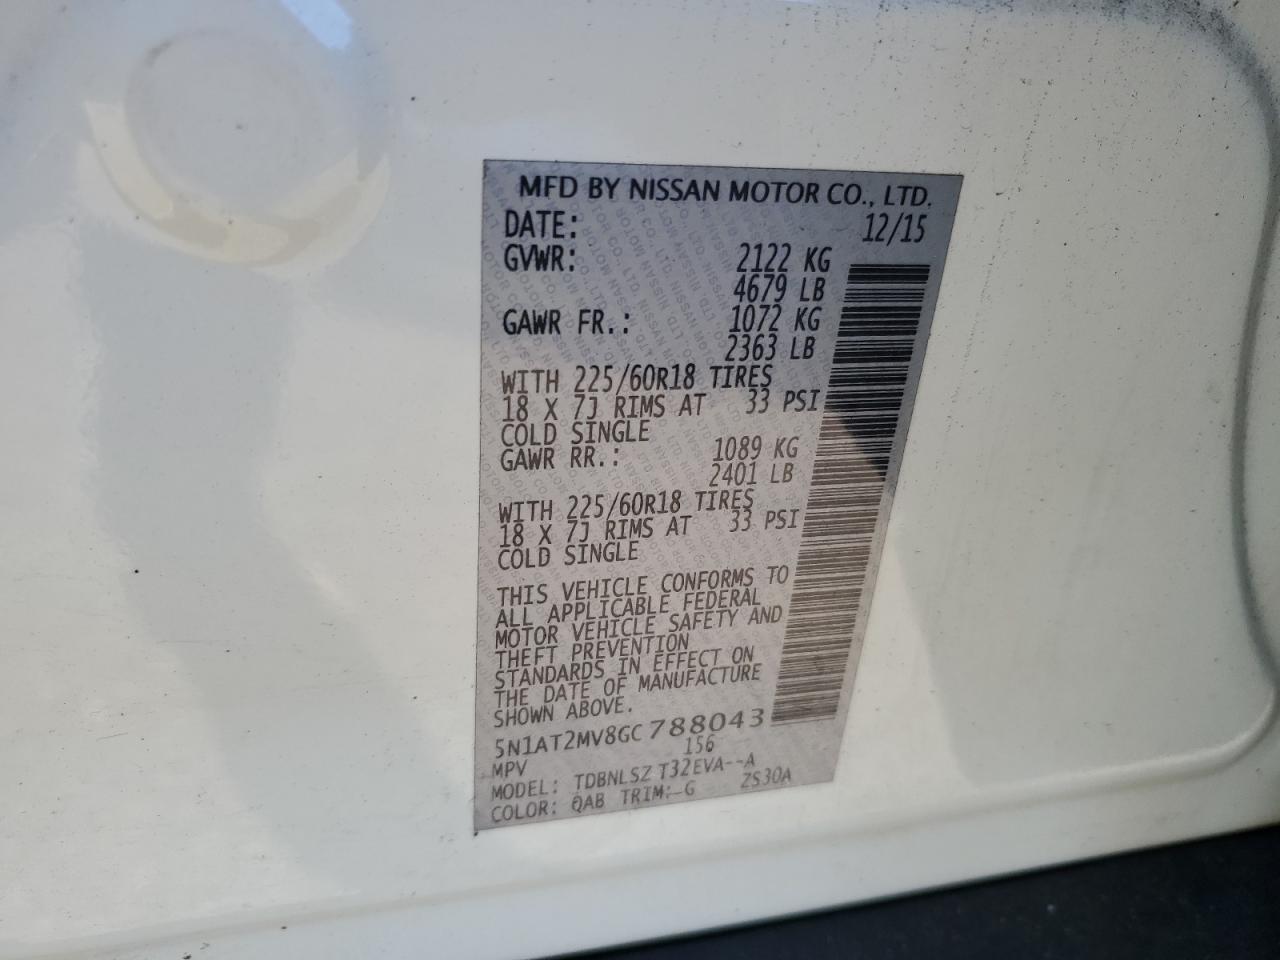 MFD BY NISSAN MOTOR CO., LTD.
DATE: 12/15
GVWR: 2122 KG
4679 LB
GAWR FR.: 1072 KG
2363 LB
WITH 225/60R18 TIRES
18 X 7J RIMS AT 33 PSI
COLD SINGLE
GAWR RR.: 1089 KG
2401 LB
WITH 225/60R18 TIRES
18 X 7J RIMS AT 33 PSI
COLD SINGLE
THIS VEHICLE CONFORMS TO
ALL APPLICABLE FEDERAL
MOTOR VEHICLE SAFETY AND
THEFT PREVENTION
STANDARDS IN EFFECT ON
THE DATE OF MANUFACTURE
SHOWN ABOVE.
5N1AT2MV8GC788043
MPV 156
MODEL: TDBNLSZ T32EVA--A
COLOR: QAB TRIM:-G ZS30A